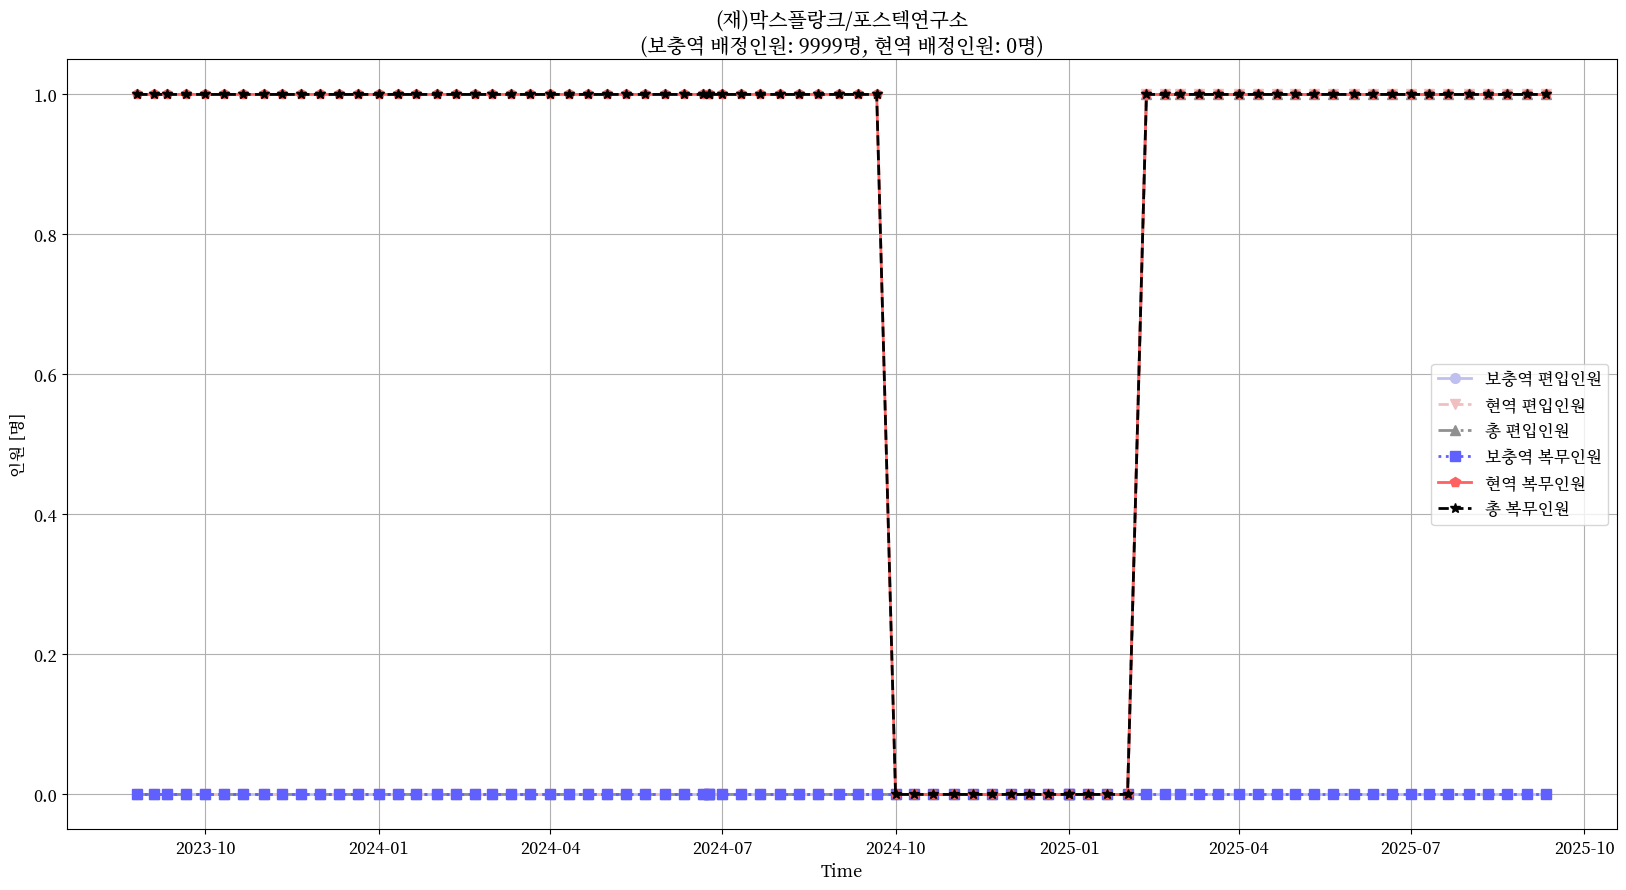 (재)막스플랑크/포스텍연구소
(보충역 배정인원: 9999명, 현역 배정인원: 0명)
인원 [명]
1.0
0.8
0.6
0.4
0.2
0.0
보충역 편입인원
현역 편입인원
총 편입인원
보충역 복무인원
현역 복무인원
총 복무인원
2023-10 2024-01 2024-04 2024-07 2024-10 2025-01 2025-04 2025-07 2025-10
Time